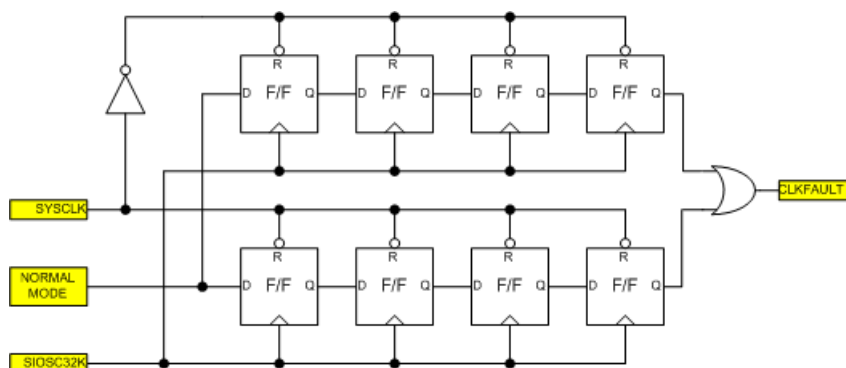 R R R R
D F/F Q D F/F Q D F/F Q D F/F Q
CLKFAULT
SYSCLK
R R R R
NORMAL
MODE
D F/F Q D F/F Q D F/F Q D F/F Q
SIOSC32K